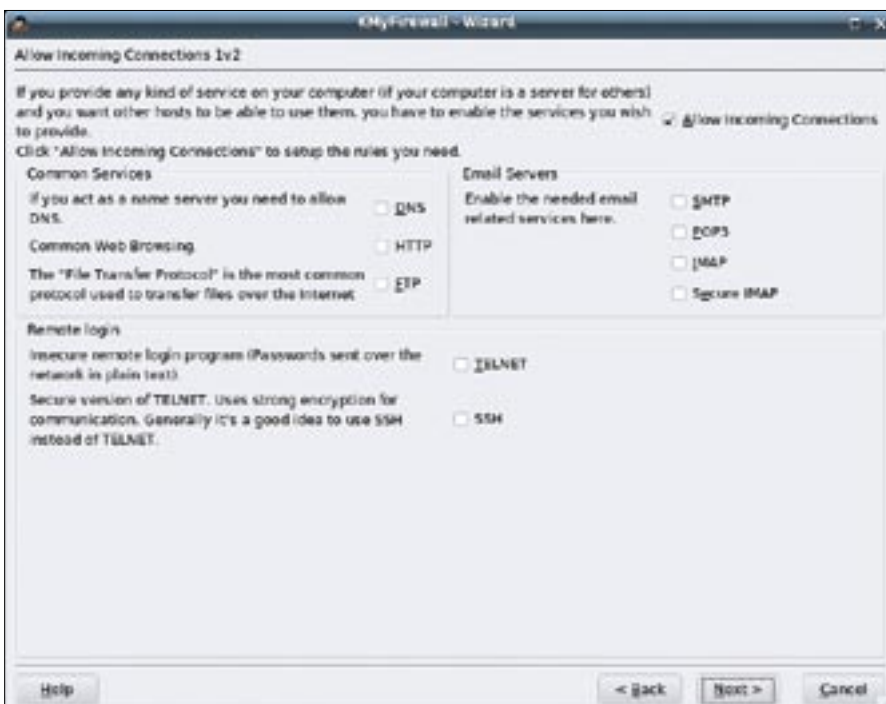 KMyFirewall - Wizard
Allow Incoming Connections 1v2
If you provide any kind of service on your computer (if your computer is a server for others)
and you want other hosts to be able to use them, you have to enable the services you wish
to provide.
Allow Incoming Connections
Click "Allow Incoming Connections" to setup the rules you need.
Common Services
If you act as a name server you need to allow
DNS.
DNS
Common Web Browsing
HTTP
The "File Transfer Protocol" is the most common
protocol used to transfer files over the Internet
FTP
Email Servers
Enable the needed email
related services here.
SMTP
POP3
IMAP
Secure IMAP
Remote login
Insecure remote login program (Passwords sent over the
network in plain text)
TELNET
Secure version of TELNET. Uses strong encryption for
communication. Generally it's a good idea to use SSH
instead of TELNET.
SSH
Help
< Back
Next >
Cancel